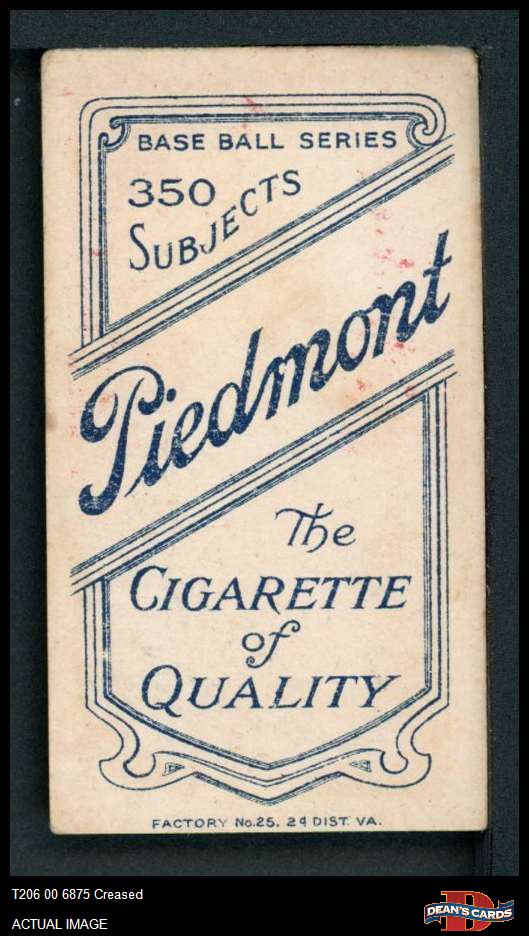 BASE BALL SERIES
350
SUBJECTS
Piedmont
The
CIGARETTE
of
QUALITY
FACTORY No.25, 2d DIST. VA.
T206 00 6875 Creased
ACTUAL IMAGE
D
DEAN'S CARDS